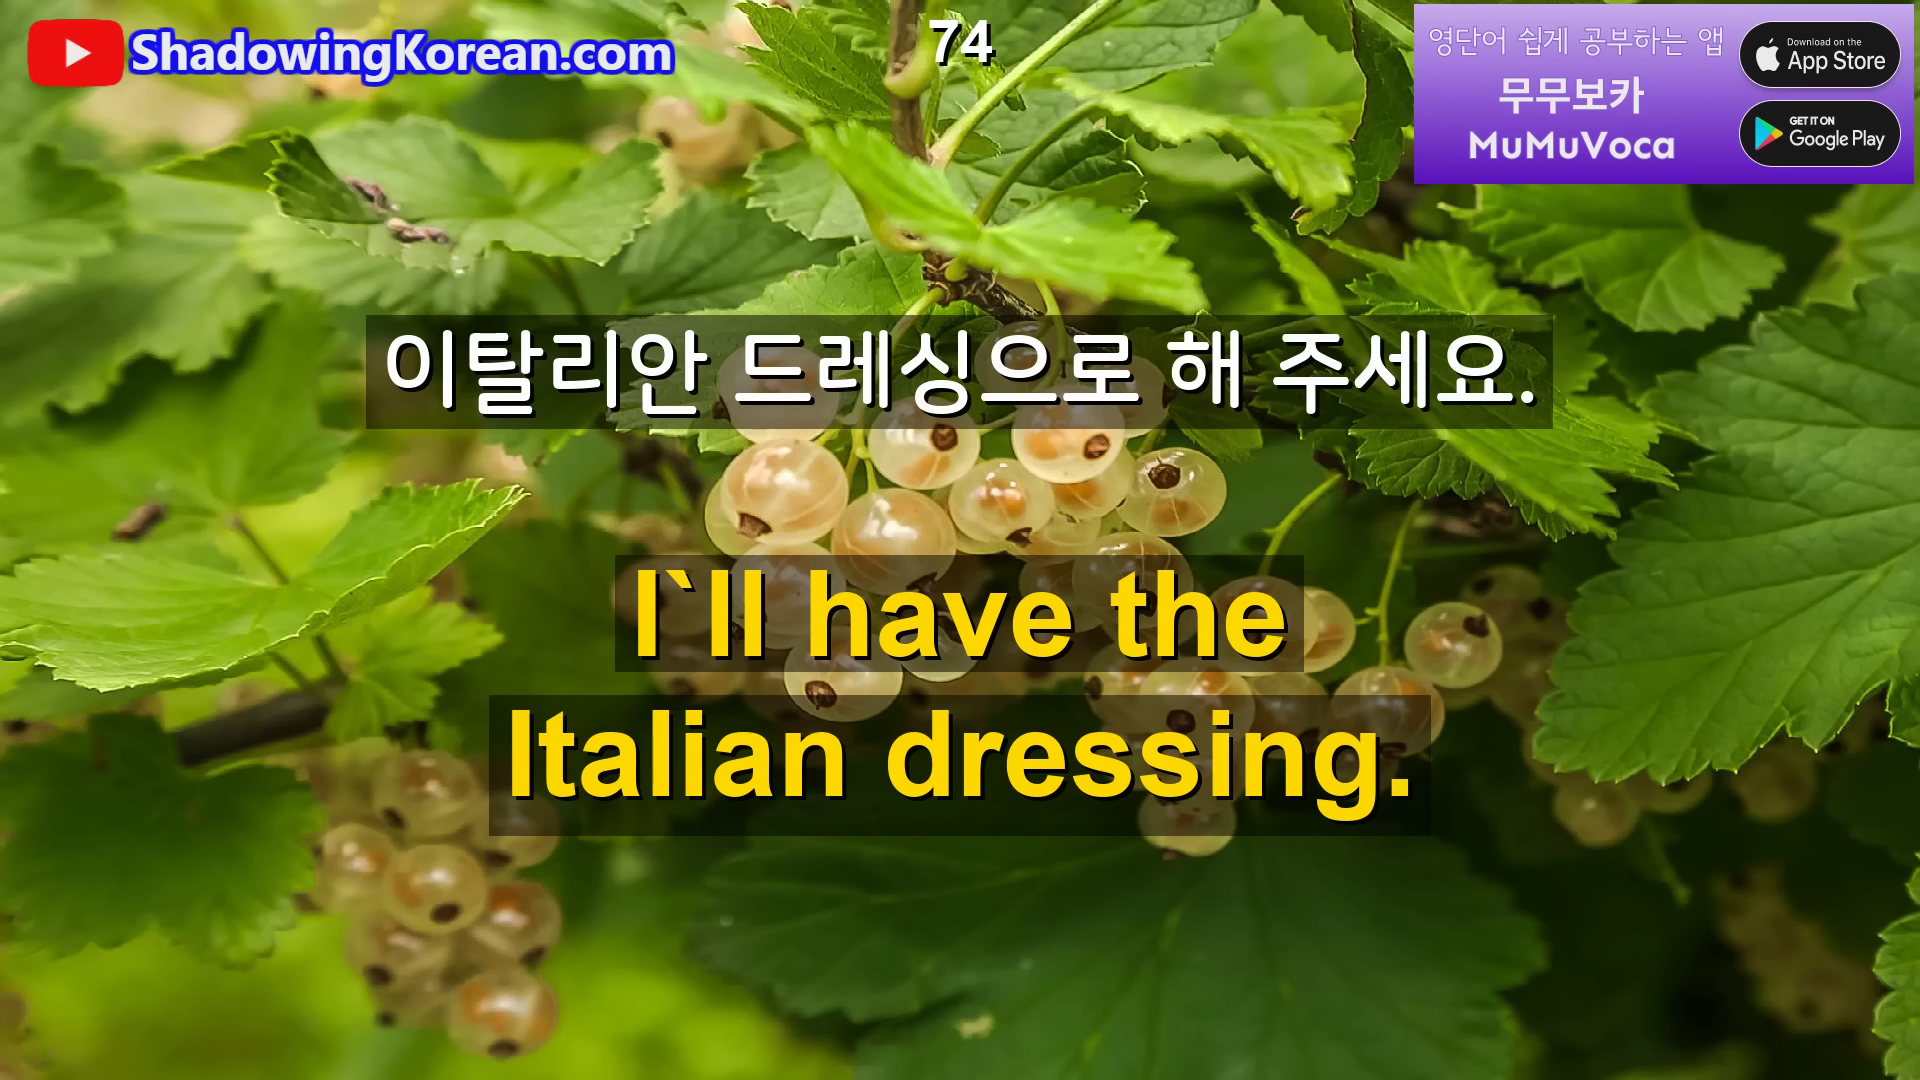 ShadowingKorean.com
74
영단어 쉽게 공부하는 앱
무무보카
MuMuVoca
Download on the
App Store
GET IT ON
Google Play
이탈리안 드레싱으로 해 주세요.
I`ll have the
Italian dressing.